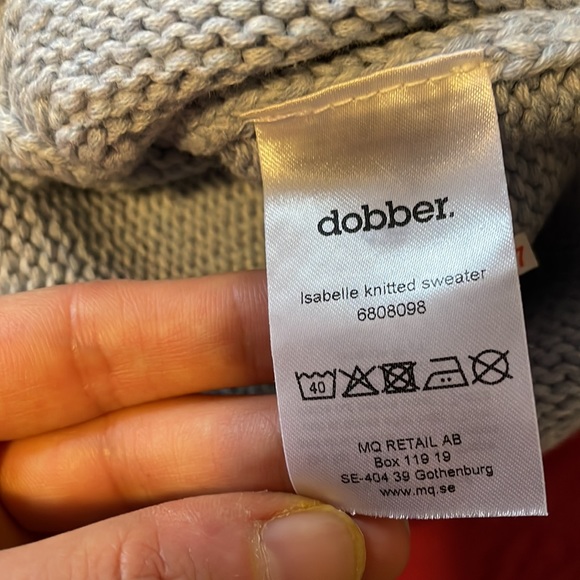 dobber.
Isabelle knitted sweater
6808098
40
MQ RETAIL AB
Box 119 19
SE-404 39 Gothenburg
www.mq.se
7